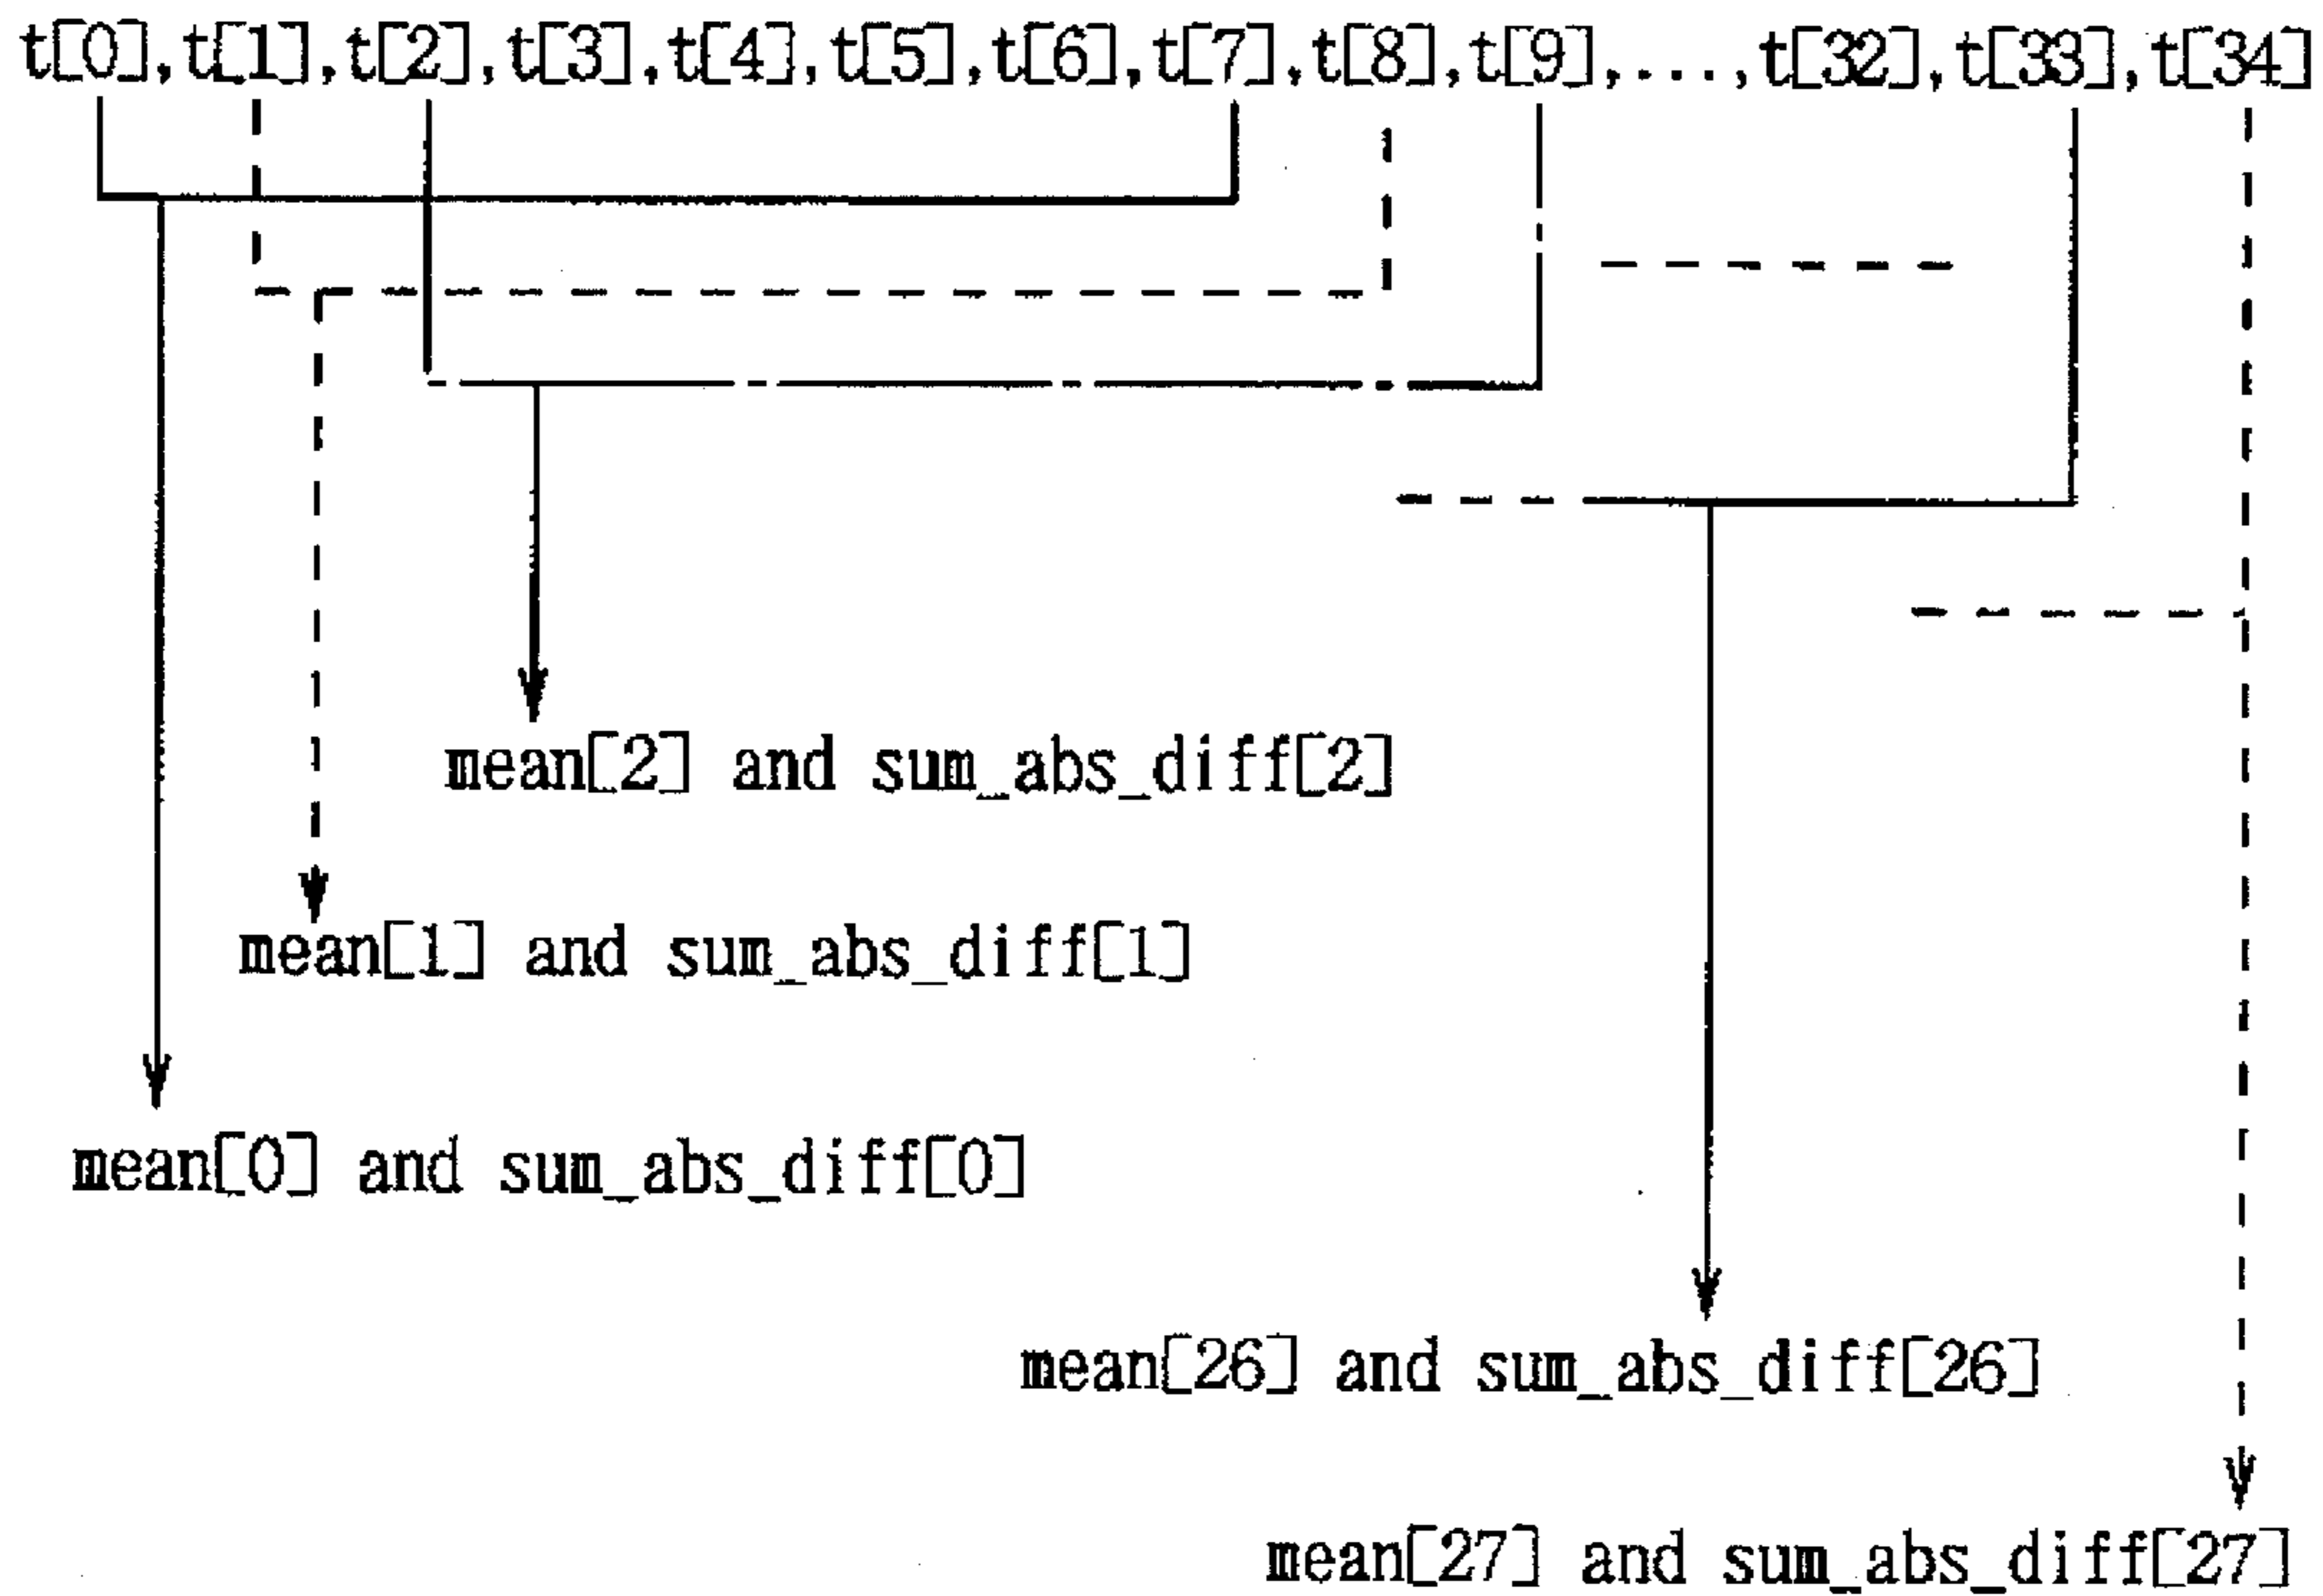 t[0],t[1],t[2],t[3],t[4],t[5],t[6],t[7],t[8],t[9],...,t[32],t[33],t[34]
mean[2] and sum_abs_diff[2]
mean[1] and sum_abs_diff[1]
mean[0] and sum_abs_diff[0]
mean[26] and sum_abs_diff[26]
mean[27] and sum_abs_diff[27]